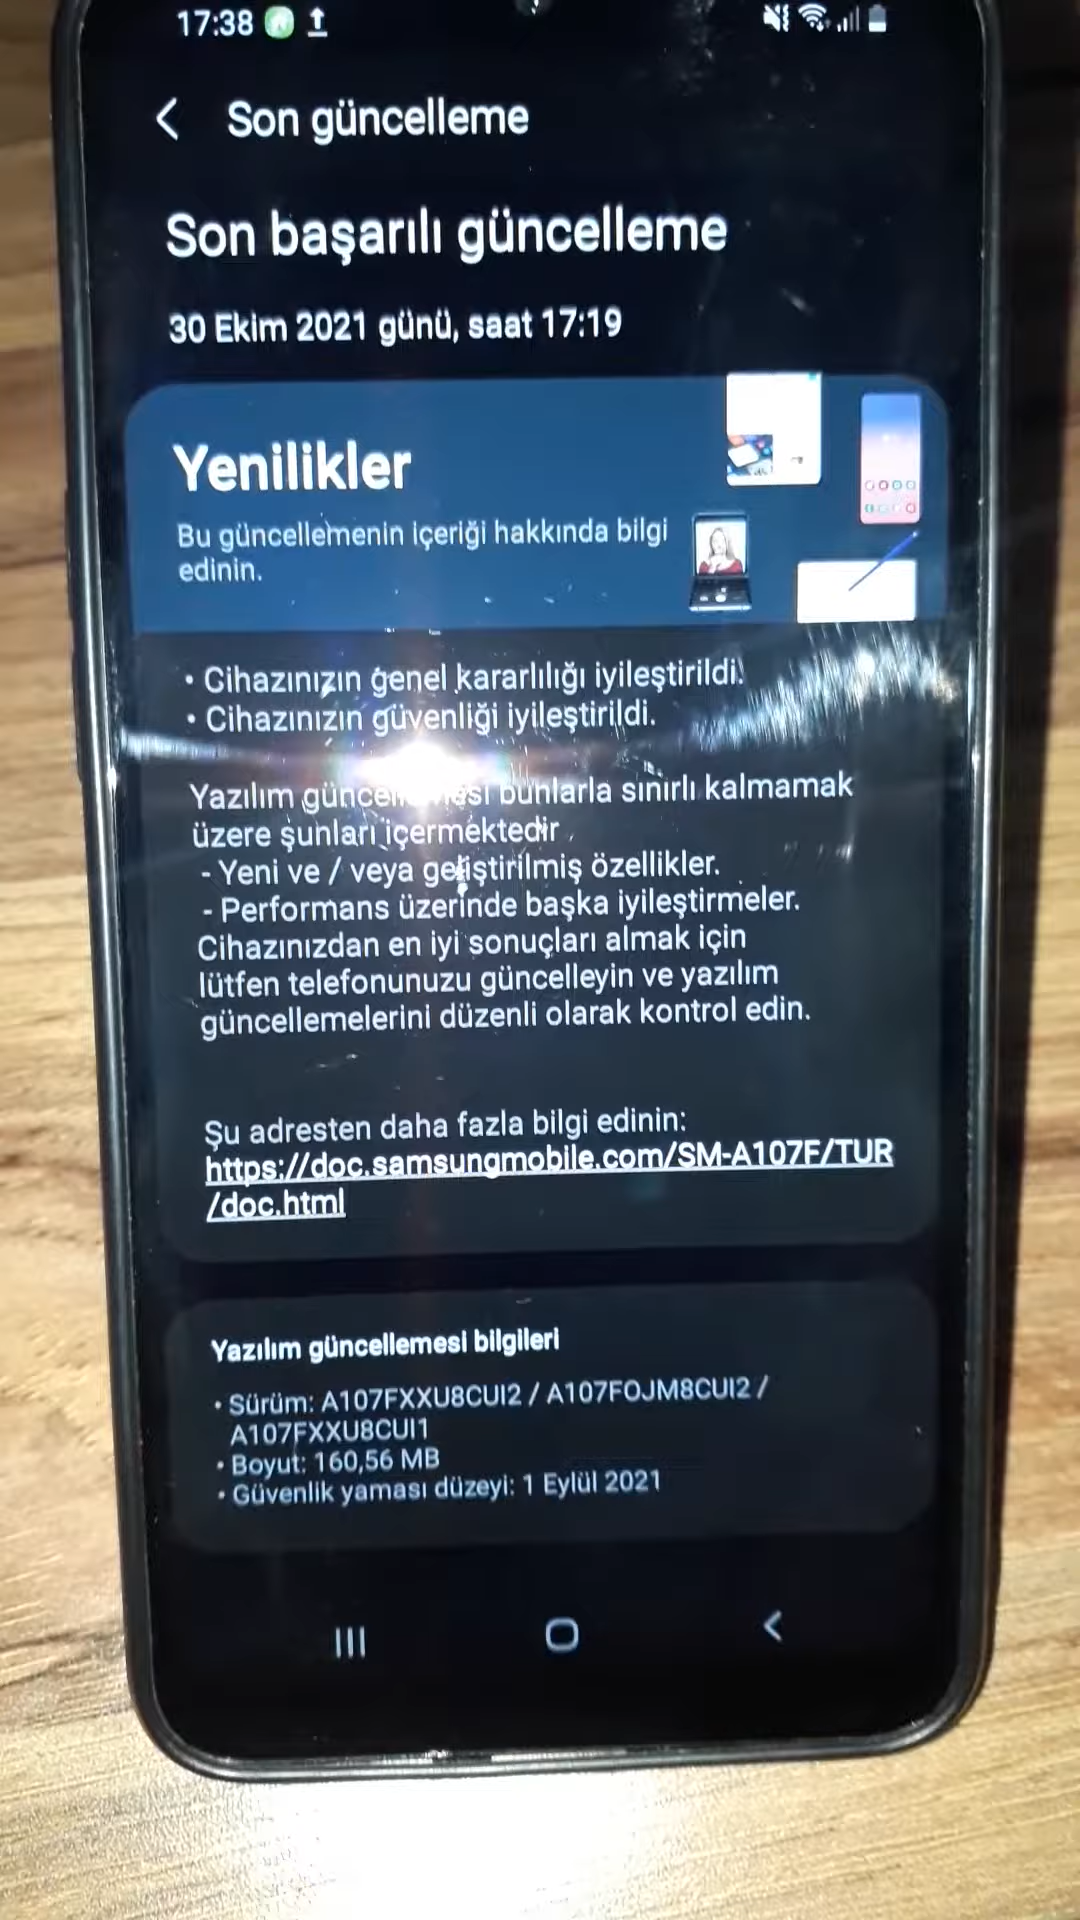 17:38
Son güncelleme
Son başarılı güncelleme
30 Ekim 2021 günü, saat 17:19
Yenilikler
Bu güncellemenin içeriği hakkında bilgi
edinin.
• Cihazınızın genel kararlılığı iyileştirildi.
• Cihazınızın güvenliği iyileştirildi.
Yazılım güncellemesi bunlarla sınırlı kalmamak
üzere şunları içermektedir
- Yeni ve / veya geliştirilmiş özellikler.
- Performans üzerinde başka iyileştirmeler.
Cihazınızdan en iyi sonuçları almak için
lütfen telefonunuzu güncelleyin ve yazılım
güncellemelerini düzenli olarak kontrol edin.
Şu adresten daha fazla bilgi edinin:
https://doc.samsungmobile.com/SM-A107F/TUR
/doc.html
Yazılım güncellemesi bilgileri
• Sürüm: A107FXXU8CUI2 / A107FOJM8CUI2 /
A107FXXU8CUI1
• Boyut: 160,56 MB
• Güvenlik yaması düzeyi: 1 Eylül 2021